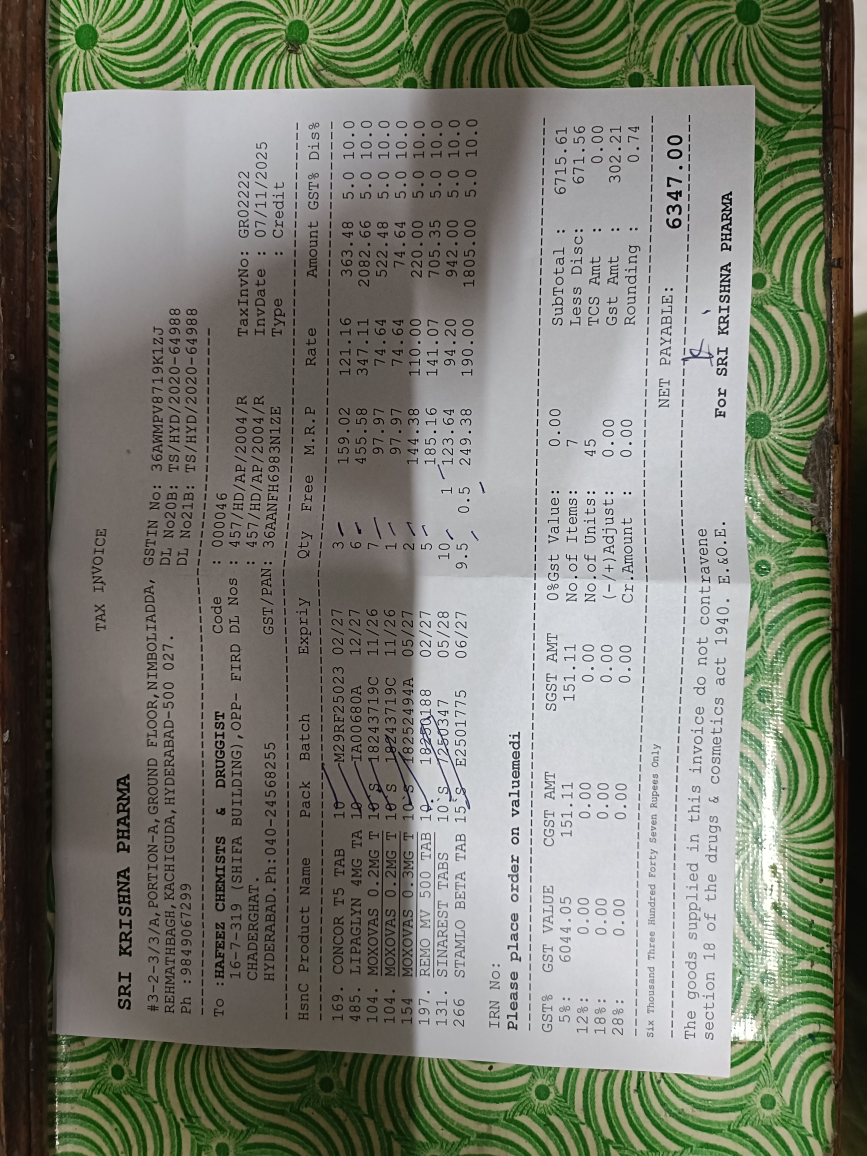 TAX INVOICE
SRI KRISHNA PHARMA
#3-2-3/3/A,PORTION-A,GROUND FLOOR,NIMBOLIADDA, GSTIN No: 36AWMPV8719K1ZJ
REHMATHBAGH,KACHIGUDA,HYDERABAD-500 027. DL No20B: TS/HYD/2020-64988
Ph :9849067299 DL No21B: TS/HYD/2020-64988
To :HAFEEZ CHEMISTS & DRUGGIST Code : 000046
16-7-319 (SHIFA BUILDING),OPP- FIRD DL Nos : 457/HD/AP/2004/R TaxInvNo: GR02222
CHADERGHAT. : 457/HD/AP/2004/R InvDate : 07/11/2025
HYDERABAD.Ph:040-24568255 GST/PAN: 36AANFH6983N1ZE Type : Credit
HsnC Product Name Pack Batch Expriy Qty Free M.R.P Rate Amount GST% Dis%
169. CONCOR T5 TAB 10 M29RF25023 02/27 3 159.02 121.16 363.48 5.0 10.0
485. LIPAGLYN 4MG TA 10 IA00680A 12/27 6 455.58 347.11 2082.66 5.0 10.0
104. MOXOVAS 0.2MG T 10`S 18243719C 11/26 7 97.97 74.64 522.48 5.0 10.0
104. MOXOVAS 0.2MG T 10`S 18243719C 11/26 1 97.97 74.64 74.64 5.0 10.0
154 MOXOVAS 0.3MG T 10`S 18252494A 05/27 2 144.38 110.00 220.00 5.0 10.0
197. REMO MV 500 TAB 10. 18250188 02/27 5 185.16 141.07 705.35 5.0 10.0
131. SINAREST TABS 10`S 7250347 05/28 10 1 123.64 94.20 942.00 5.0 10.0
266 STAMLO BETA TAB 15`S E2501775 06/27 9.5 0.5 249.38 190.00 1805.00 5.0 10.0
IRN No:
Please place order on valuemedi
GST% GST VALUE CGST AMT SGST AMT 0%Gst Value: 0.00 SubTotal : 6715.61
5%: 6044.05 151.11 151.11 No.of Items: 7 Less Disc: 671.56
12%: 0.00 0.00 0.00 No.of Units: 45 TCS Amt : 0.00
18%: 0.00 0.00 0.00 (-/+)Adjust: 0.00 Gst Amt : 302.21
28%: 0.00 0.00 0.00 Cr.Amount : 0.00 Rounding : 0.74
Six Thousand Three Hundred Forty Seven Rupees Only NET PAYABLE: 6347.00
The goods supplied in this invoice do not contravene
section 18 of the drugs & cosmetics act 1940. E.&O.E. For SRI KRISHNA PHARMA